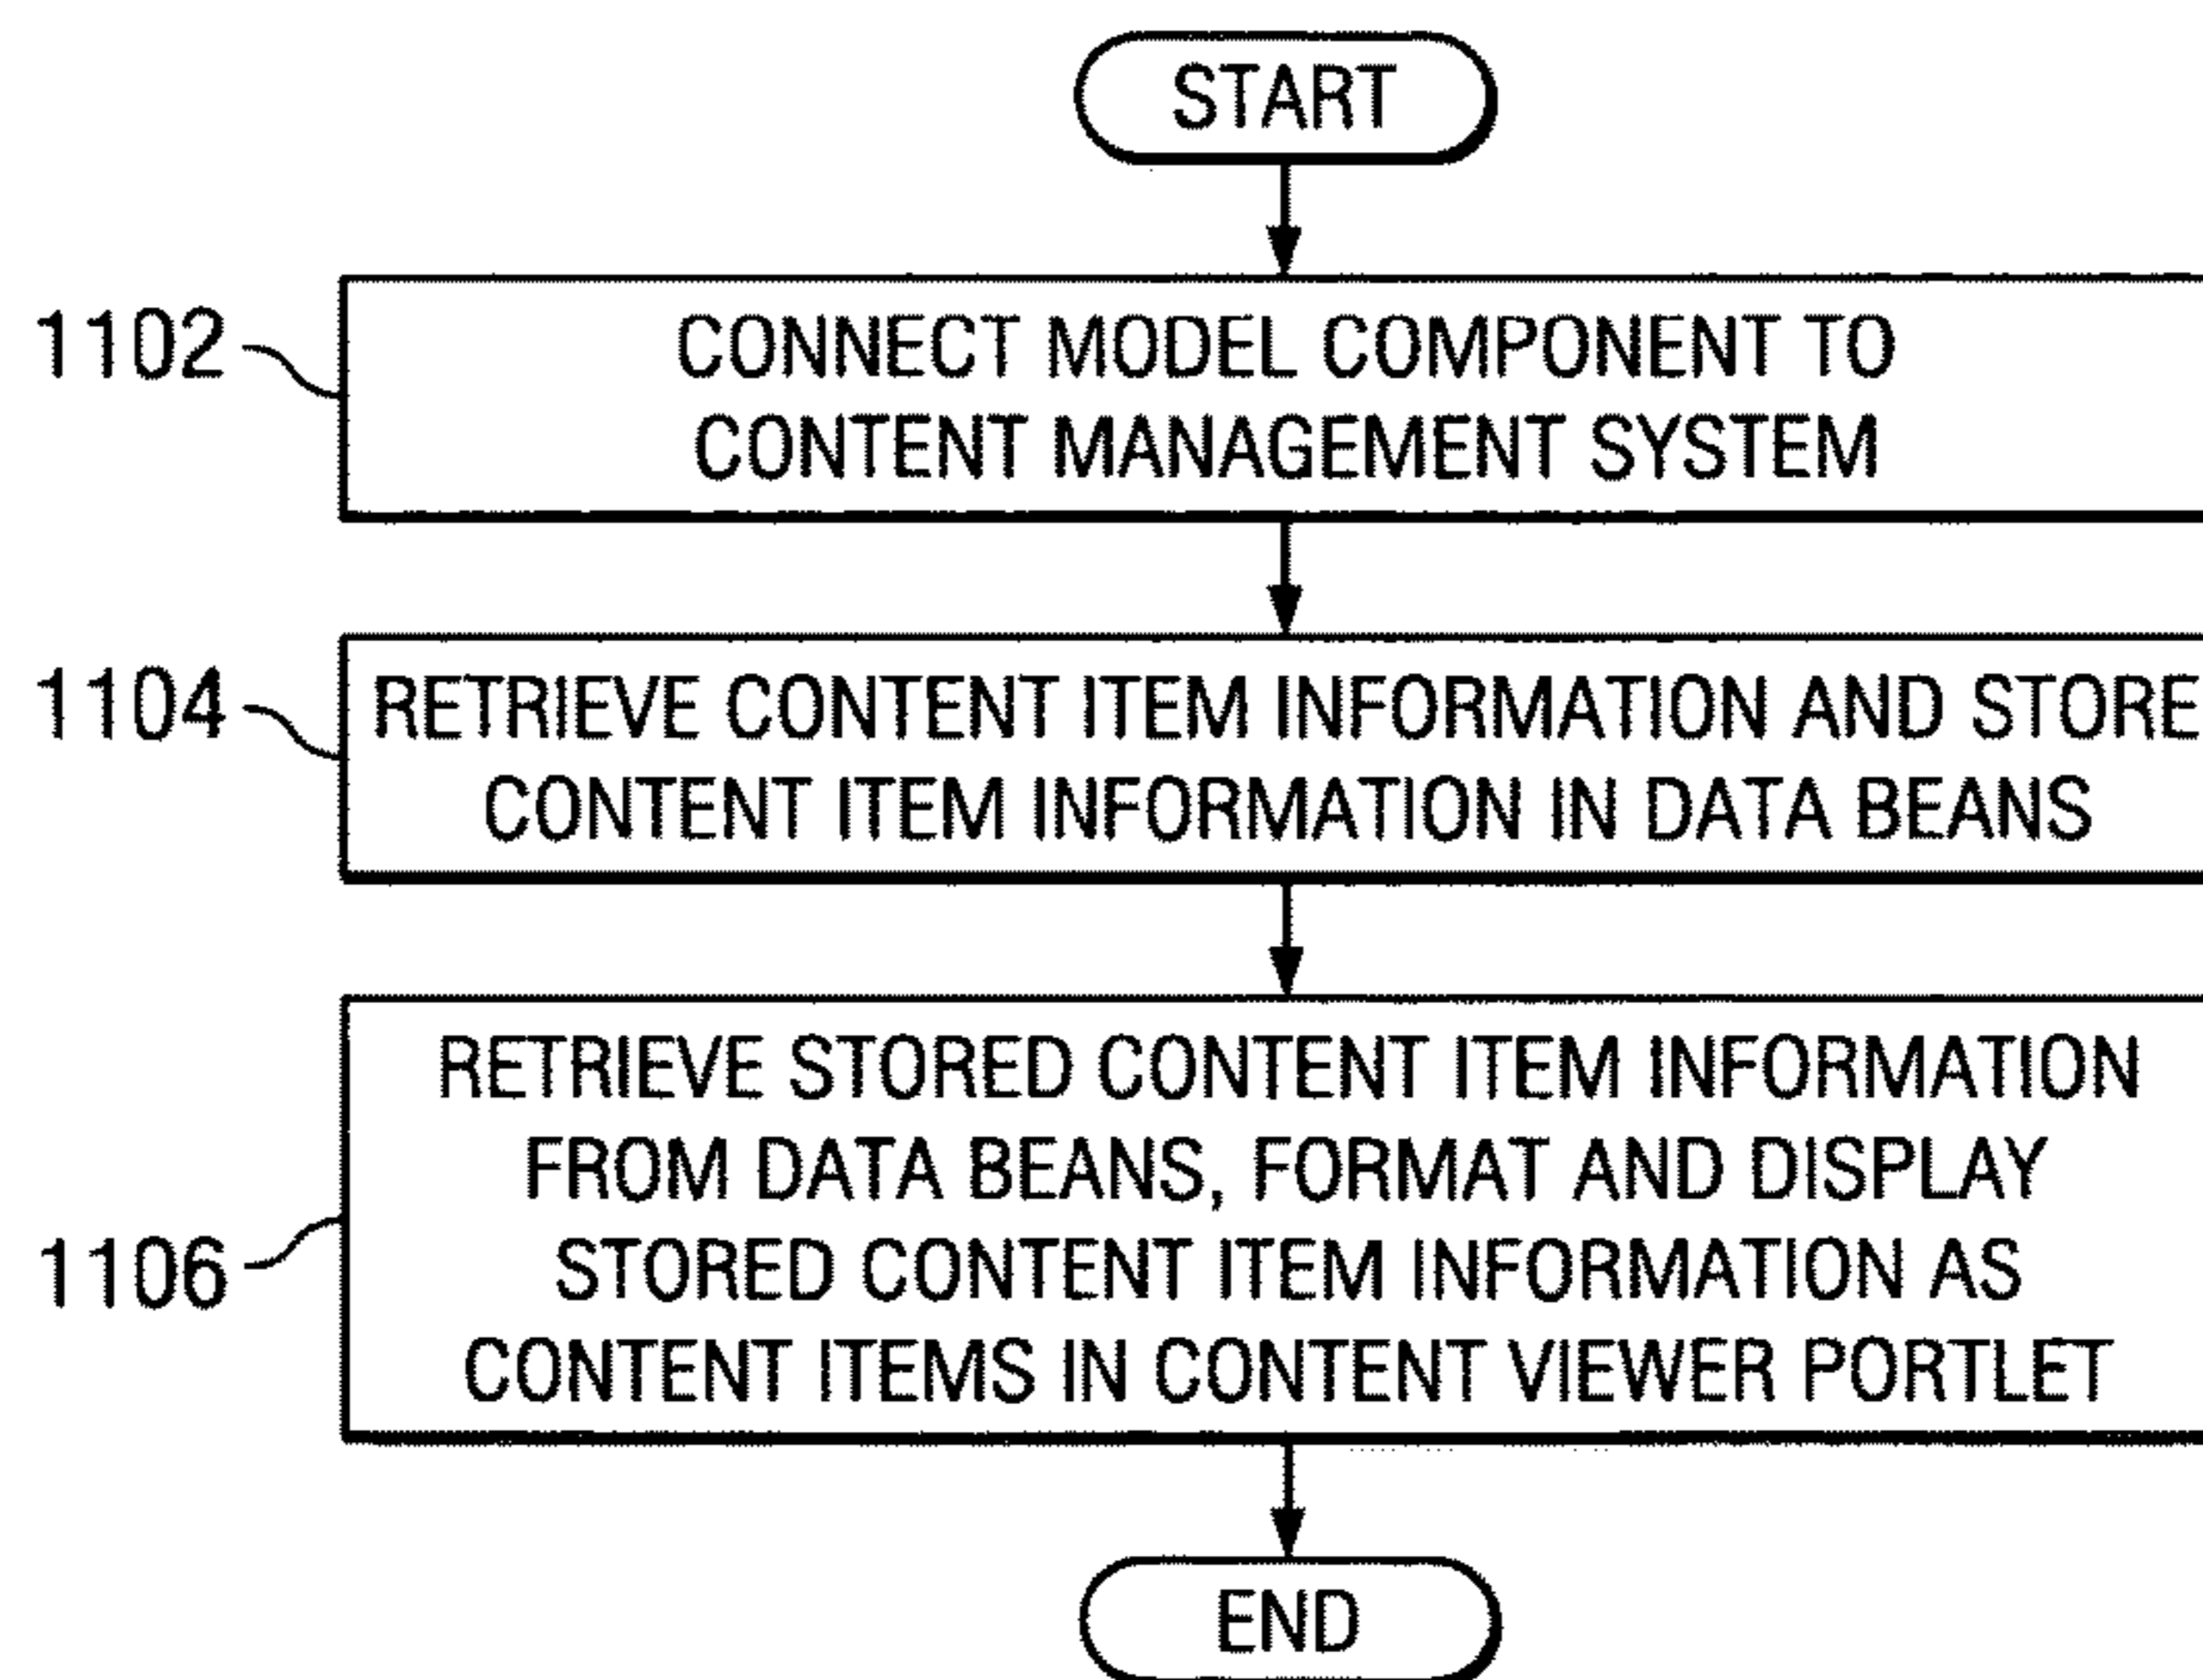 START
1102
CONNECT MODEL COMPONENT TO
CONTENT MANAGEMENT SYSTEM
1104
RETRIEVE CONTENT ITEM INFORMATION AND STORE
CONTENT ITEM INFORMATION IN DATA BEANS
RETRIEVE STORED CONTENT ITEM INFORMATION
FROM DATA BEANS, FORMAT AND DISPLAY
1106
STORED CONTENT ITEM INFORMATION AS
CONTENT ITEMS IN CONTENT VIEWER PORTLET
END